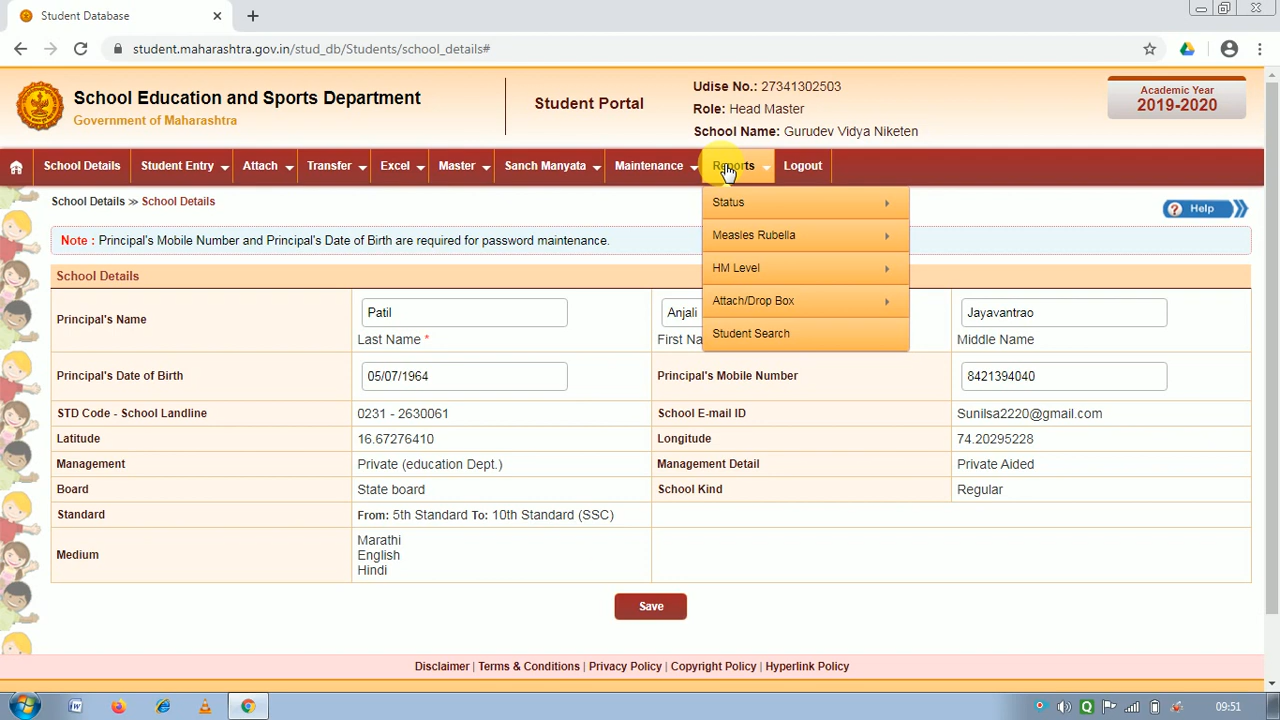 Student Database
student.maharashtra.gov.in/stud_db/Students/school_details#
School Education and Sports Department
Government of Maharashtra
Student Portal
Udise No.: 27341302503
Role: Head Master
School Name: Gurudev Vidya Niketen
Academic Year
2019-2020
School Details Student Entry Attach Transfer Excel Master Sanch Manyata Maintenance Reports Logout
School Details >> School Details
Help
Status
Measles Rubella
HM Level
Attach/Drop Box
Student Search
Note : Principal's Mobile Number and Principal's Date of Birth are required for password maintenance.
School Details
Principal's Name Patil Anjali Jayavantrao
Last Name * First Na Middle Name
Principal's Date of Birth 05/07/1964 Principal's Mobile Number 8421394040
STD Code - School Landline 0231 - 2630061 School E-mail ID Sunilsa2220@gmail.com
Latitude 16.67276410 Longitude 74.20295228
Management Private (education Dept.) Management Detail Private Aided
Board State board School Kind Regular
Standard From: 5th Standard To: 10th Standard (SSC)
Medium Marathi
English
Hindi
Save
Disclaimer | Terms & Conditions | Privacy Policy | Copyright Policy | Hyperlink Policy
09:51